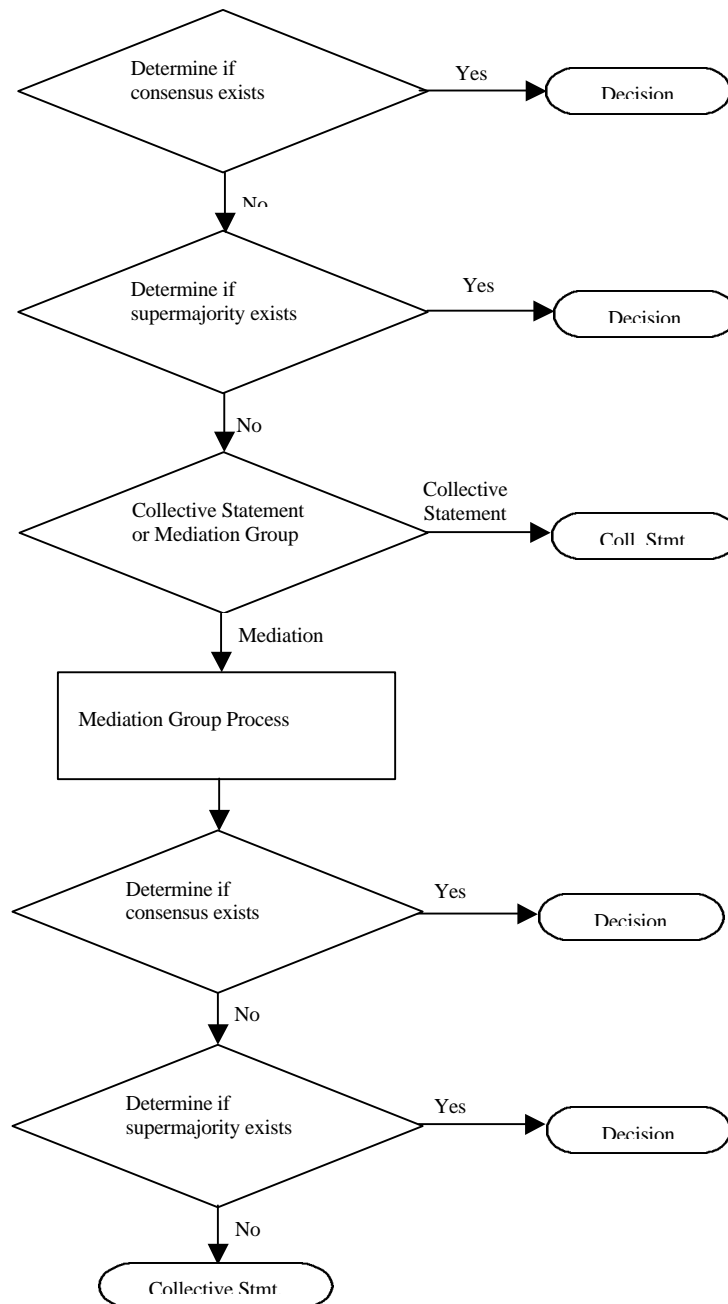 Determine if
consensus exists
Yes
Decision
No
Determine if
supermajority exists
Yes
Decision
No
Collective Statement
or Mediation Group
Collective
Statement
Coll. Stmt
Mediation
Mediation Group Process
Determine if
consensus exists
Yes
Decision
No
Determine if
supermajority exists
Yes
Decision
No
Collective Stmt